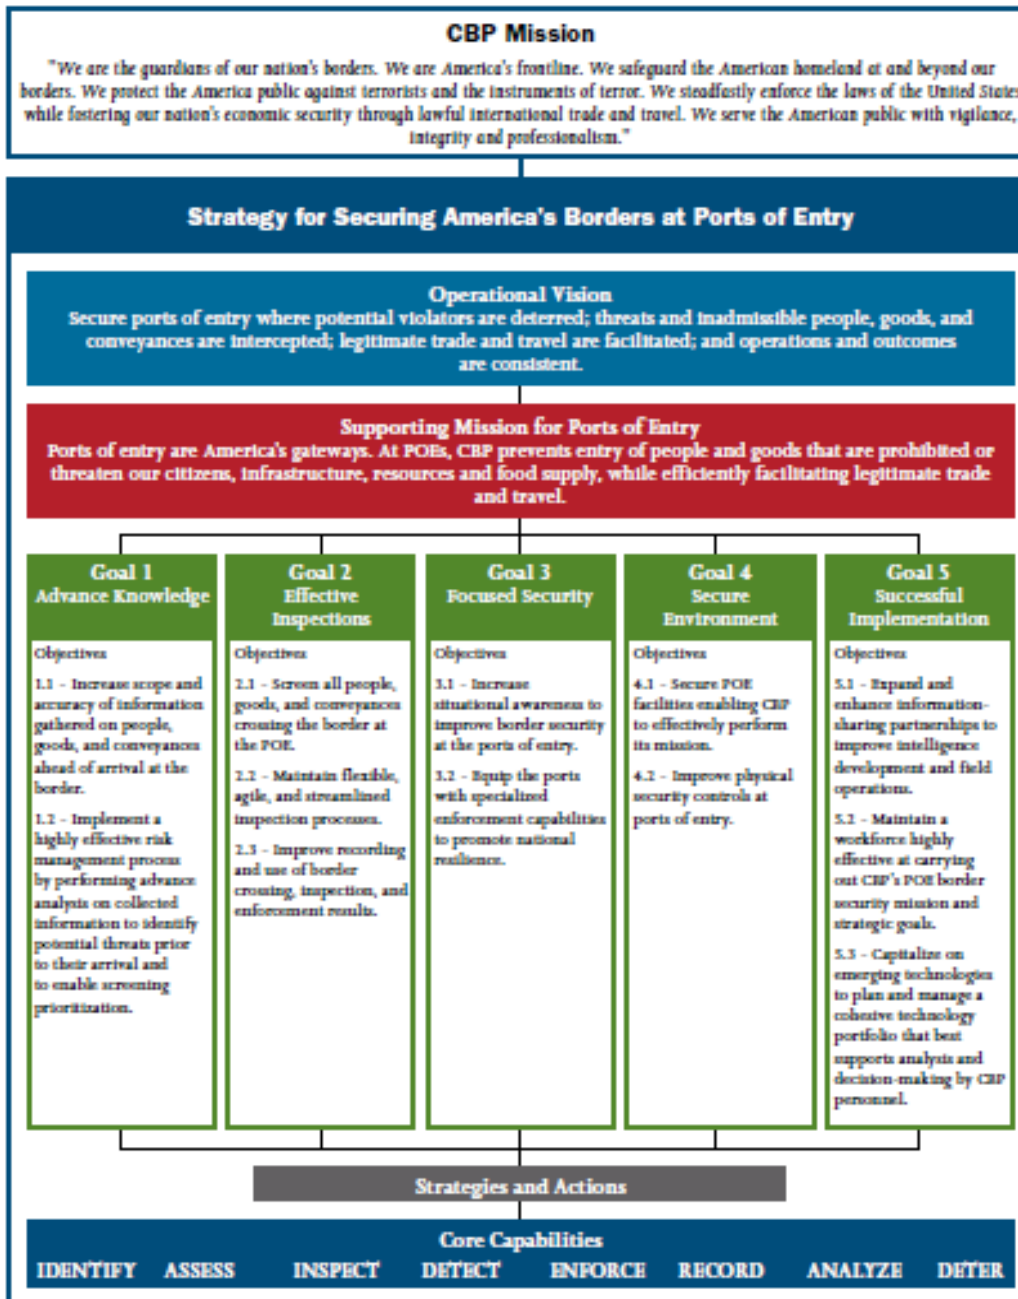 CBP Mission
"We are the guardians of our nation's borders. We are America's frontline. We safeguard the American homeland at and beyond our
borders. We protect the America public against terrorists and the instruments of terror. We steadfastly enforce the laws of the United States
while fostering our nation's economic security through lawful international trade and travel. We serve the American public with vigilance,
integrity and professionalism."
Strategy for Securing America's Borders at Ports of Entry
Operational Vision
Secure ports of entry where potential violators are deterred; threats and inadmissible people, goods, and
conveyances are intercepted; legitimate trade and travel are facilitated; and operations and outcomes
are consistent.
Supporting Mission for Ports of Entry
Ports of entry are America's gateways. At POEs, CBP prevents entry of people and goods that are prohibited or
threaten our citizens, infrastructure, resources and food supply, while efficiently facilitating legitimate trade
and travel.
Goal 1
Advance Knowledge
Objectives
1.1 - Increase scope and
accuracy of information
gathered on people,
goods, and conveyances
ahead of arrival at the
border.
1.2 - Implement a
highly effective risk
management process
by performing advance
analysis on collected
information to identify
potential threats prior
to their arrival and
to enable screening
prioritization.
Goal 2
Effective
Inspections
Objectives
2.1 - Screen all people,
goods, and conveyances
crossing the border at
the POE.
2.2 - Maintain flexible,
agile, and streamlined
inspection processes.
2.3 - Improve recording
and use of border
crossing, inspection, and
enforcement results.
Goal 3
Focused Security
Objectives
3.1 - Increase
situational awareness to
improve border security
at the ports of entry.
3.2 - Equip the ports
with specialized
enforcement capabilities
to promote national
resilience.
Goal 4
Secure
Environment
Objectives
4.1 - Secure POE
facilities enabling CBP
to effectively perform
its mission.
4.2 - Improve physical
security controls at
ports of entry.
Goal 5
Successful
Implementation
Objectives
5.1 - Expand and
enhance information-
sharing partnerships to
improve intelligence
development and field
operations.
5.2 - Maintain a
workforce highly
effective at carrying
out CBP's POE border
security mission and
strategic goals.
5.3 - Capitalize on
emerging technologies
to plan and manage a
cohesive technology
portfolio that best
supports analysis and
decision-making by CBP
personnel.
Strategies and Actions
Core Capabilities
IDENTIFY ASSESS INSPECT DETECT ENFORCE RECORD ANALYZE DETER